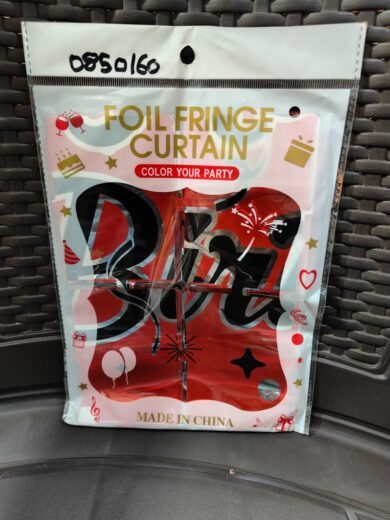 0850160
FOIL FRINGE
CURTAIN
COLOR YOUR PARTY
MADE IN CHINA